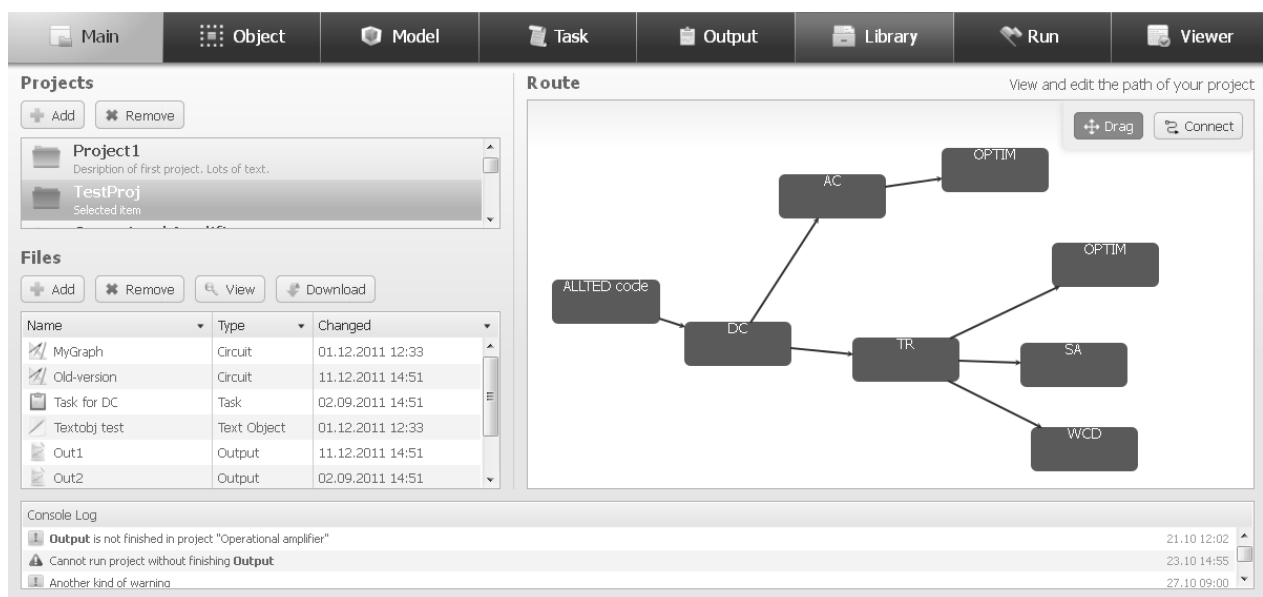 Main Object Model Task Output Library Run Viewer
Projects
Add Remove
Project1
Desription of first project. Lots of text.
TestProj
Selected item
Files
Add Remove View Download
Name Type Changed
MyGraph Circuit 01.12.2011 12:33
Old-version Circuit 11.12.2011 14:51
Task for DC Task 02.09.2011 14:51
Textobj test Text Object 01.12.2011 12:33
Out1 Output 11.12.2011 14:51
Out2 Output 02.09.2011 14:51
Route View and edit the path of your project
Drag Connect
OPTIM
AC
OPTIM
ALLTED code
DC
TR
SA
WCD
Console Log
Output is not finished in project "Operational amplifier" 21.10 12:02
Cannot run project without finishing Output 23.10 14:55
Another kind of warning 27.10 09:00